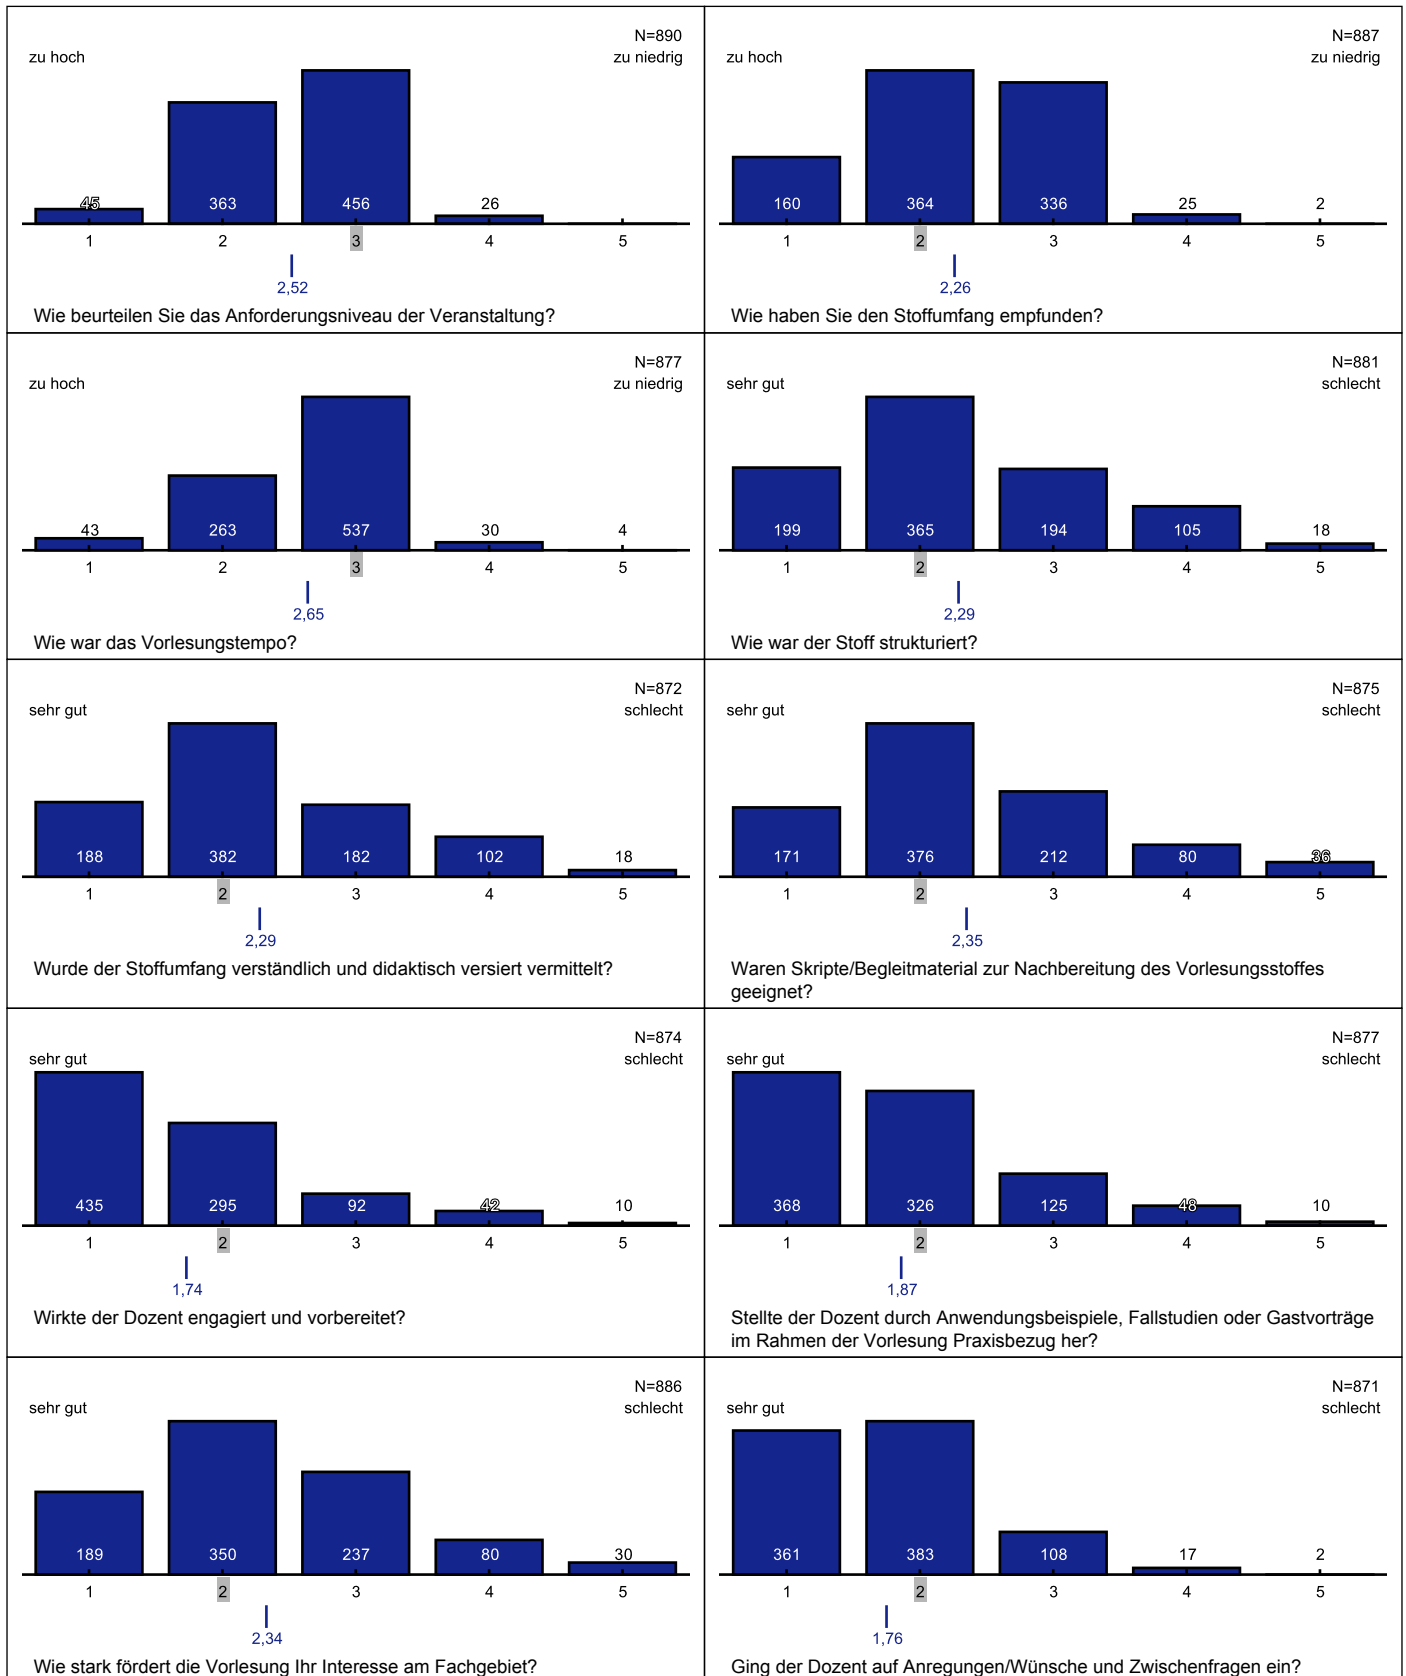 N=890
zu hoch zu niedrig
45 363 456 26
1 2 3 4 5
2,52
Wie beurteilen Sie das Anforderungsniveau der Veranstaltung?
N=887
zu hoch zu niedrig
160 364 336 25 2
1 2 3 4 5
2,26
Wie haben Sie den Stoffumfang empfunden?
N=877
zu hoch zu niedrig
43 263 537 30 4
1 2 3 4 5
2,65
Wie war das Vorlesungstempo?
N=881
sehr gut schlecht
199 365 194 105 18
1 2 3 4 5
2,29
Wie war der Stoff strukturiert?
N=872
sehr gut schlecht
188 382 182 102 18
1 2 3 4 5
2,29
Wurde der Stoffumfang verständlich und didaktisch versiert vermittelt?
N=875
sehr gut schlecht
171 376 212 80 36
1 2 3 4 5
2,35
Waren Skripte/Begleitmaterial zur Nachbereitung des Vorlesungsstoffes
geeignet?
N=874
sehr gut schlecht
435 295 92 42 10
1 2 3 4 5
1,74
Wirkte der Dozent engagiert und vorbereitet?
N=877
sehr gut schlecht
368 326 125 48 10
1 2 3 4 5
1,87
Stellte der Dozent durch Anwendungsbeispiele, Fallstudien oder Gastvorträge
im Rahmen der Vorlesung Praxisbezug her?
N=886
sehr gut schlecht
189 350 237 80 30
1 2 3 4 5
2,34
Wie stark fördert die Vorlesung Ihr Interesse am Fachgebiet?
N=871
sehr gut schlecht
361 383 108 17 2
1 2 3 4 5
1,76
Ging der Dozent auf Anregungen/Wünsche und Zwischenfragen ein?